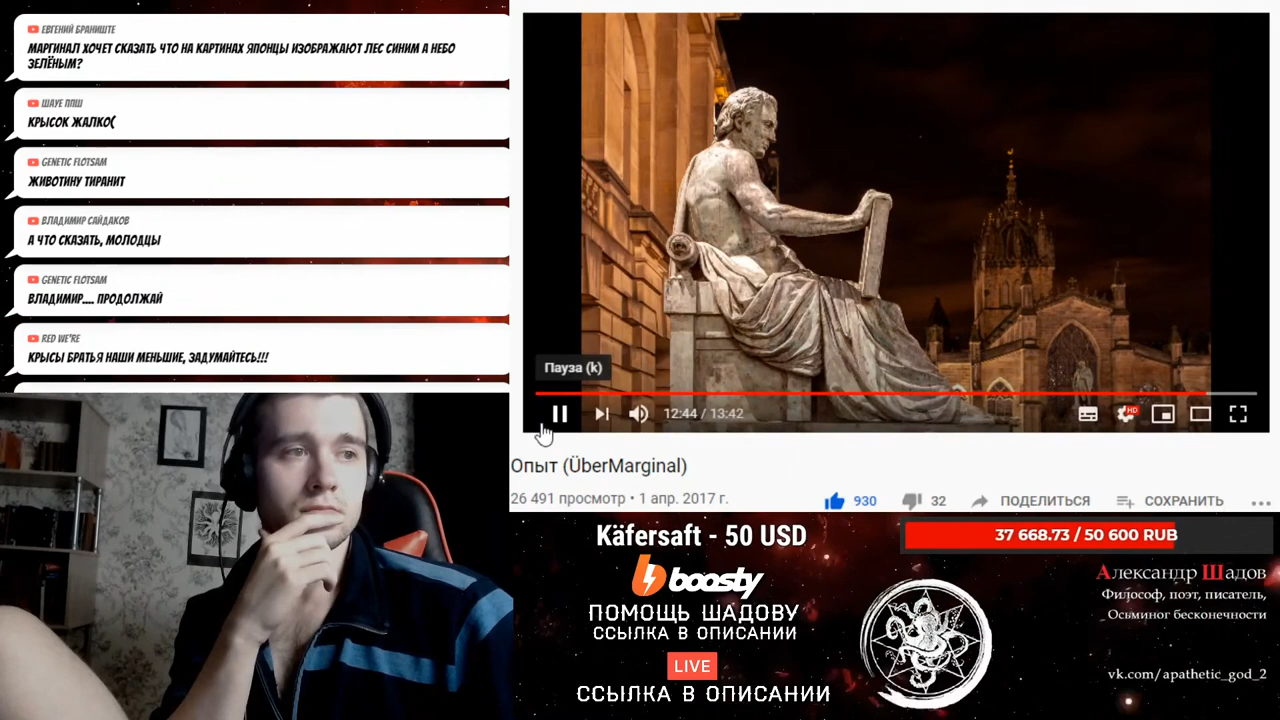 ЕВГЕНИЙ БРАНИШТЕ
МАРГИНАЛ ХОЧЕТ СКАЗАТЬ ЧТО НА КАРТИНАХ ЯПОНЦЫ ИЗОБРАЖАЮТ ЛЕС СИНИМ А НЕБО
ЗЕЛЁНЫМ?
ШАУЕ ППШ
КРЫСОК ЖАЛКО(
GENETIC FLOTSAM
ЖИВОТИНУ ТИРАНИТ
ВЛАДИМИР САЙДАКОВ
А ЧТО СКАЗАТЬ, МОЛОДЦЫ
GENETIC FLOTSAM
ВЛАДИМИР.... ПРОДОЛЖАЙ
RED WE'RE
КРЫСЫ БРАТЬЯ НАШИ МЕНЬШИЕ, ЗАДУМАЙТЕСЬ!!!
Пауза (k)
12:44 / 13:42
HD
Опыт (ÜberMarginal)
26 491 просмотр • 1 апр. 2017 г.
930
32
ПОДЕЛИТЬСЯ
СОХРАНИТЬ
Käfersaft - 50 USD
boosty
ПОМОЩЬ ШАДОВУ
ССЫЛКА В ОПИСАНИИ
LIVE
ССЫЛКА В ОПИСАНИИ
37 668.73 / 50 600 RUB
Александр Шадов
Философ, поэт, писатель,
Осьминог бесконечности
vk.com/apathetic_god_2